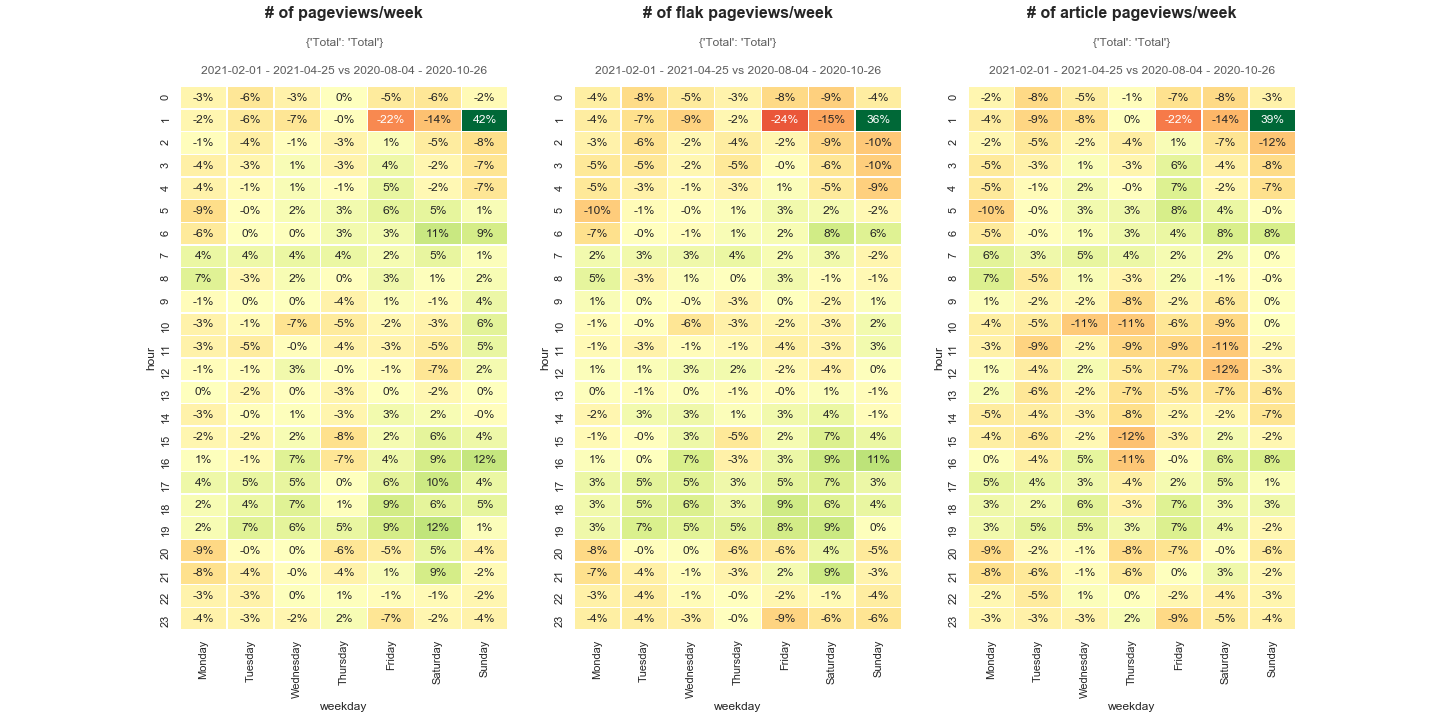 # of pageviews/week
{'Total': 'Total'}
2021-02-01 - 2021-04-25 vs 2020-08-04 - 2020-10-26
0 -3% -6% -3% 0% -5% -6% -2%
1 -2% -6% -7% -0% -22% -14% 42%
2 -1% -4% -1% -3% 1% -5% -8%
3 -4% -3% 1% -3% 4% -2% -7%
4 -4% -1% 1% -1% 5% -2% -7%
5 -9% -0% 2% 3% 6% 5% 1%
6 -6% 0% 0% 3% 3% 11% 9%
7 4% 4% 4% 4% 2% 5% 1%
8 7% -3% 2% 0% 3% 1% 2%
9 -1% 0% 0% -4% 1% -1% 4%
10 -3% -1% -7% -5% -2% -3% 6%
11 -3% -5% -0% -4% -3% -5% 5%
12 -1% -1% 3% -0% -1% -7% 2%
13 0% -2% 0% -3% 0% -2% 0%
14 -3% -0% 1% -3% 3% 2% -0%
15 -2% -2% 2% -8% 2% 6% 4%
16 1% -1% 7% -7% 4% 9% 12%
17 4% 5% 5% 0% 6% 10% 4%
18 2% 4% 7% 1% 9% 6% 5%
19 2% 7% 6% 5% 9% 12% 1%
20 -9% -0% 0% -6% -5% 5% -4%
21 -8% -4% -0% -4% 1% 9% -2%
22 -3% -3% 0% 1% -1% -1% -2%
23 -4% -4% -2% 2% -7% -2% -4%
hour
Monday Tuesday Wednesday Thursday Friday Saturday Sunday
weekday
# of flak pageviews/week
{'Total': 'Total'}
2021-02-01 - 2021-04-25 vs 2020-08-04 - 2020-10-26
0 -4% -8% -5% -3% -8% -9% -4%
1 -4% -7% -9% -2% -24% -15% 36%
2 -3% -6% -2% -4% -2% -9% -10%
3 -5% -5% -2% -5% -0% -6% -10%
4 -5% -3% -1% -3% 1% -5% -9%
5 -10% -1% -0% 1% 3% 2% -2%
6 -7% -0% -1% 1% 2% 8% 6%
7 2% 3% 3% 4% 2% 3% -2%
8 5% -3% 1% 0% 3% -1% -1%
9 1% 0% -0% -3% 0% -2% 1%
10 -1% -0% -6% -3% -2% -3% 2%
11 -1% -3% -1% -1% -4% -3% 3%
12 1% 1% 3% 2% -2% -4% 0%
13 0% -1% 0% -1% -0% 1% -1%
14 -2% 3% 3% 1% 3% 4% -1%
15 -1% -0% 3% -5% 2% 7% 4%
16 1% 0% 7% -3% 3% 9% 11%
17 3% 5% 5% 3% 5% 7% 3%
18 3% 5% 6% 3% 9% 6% 4%
19 3% 7% 5% 5% 8% 9% 0%
20 -8% -0% 0% -6% -6% 4% -5%
21 -7% -4% -1% -3% 2% 9% -3%
22 -3% -4% -1% -0% -2% -1% -4%
23 -4% -4% -3% -0% -9% -6% -6%
hour
Monday Tuesday Wednesday Thursday Friday Saturday Sunday
weekday
# of article pageviews/week
{'Total': 'Total'}
2021-02-01 - 2021-04-25 vs 2020-08-04 - 2020-10-26
0 -2% -8% -5% -1% -7% -8% -3%
1 -4% -9% -8% 0% -22% -14% 39%
2 -2% -5% -2% -4% 1% -7% -12%
3 -5% -3% 1% -3% 6% -4% -8%
4 -5% -1% 2% -0% 7% -2% -7%
5 -10% -0% 3% 3% 8% 4% -0%
6 -5% -0% 1% 3% 4% 8% 8%
7 6% 3% 5% 4% 2% 2% 0%
8 7% -5% 1% -3% 2% -1% -0%
9 1% -2% -2% -8% -2% -6% 0%
10 -4% -5% -11% -11% -6% -9% 0%
11 -3% -9% -2% -9% -9% -11% -2%
12 1% -4% 2% -5% -7% -12% -3%
13 2% -6% -2% -7% -5% -7% -6%
14 -5% -4% -3% -8% -2% -2% -7%
15 -4% -6% -2% -12% -3% 2% -2%
16 0% -4% 5% -11% -0% 6% 8%
17 5% 4% 3% -4% 2% 5% 1%
18 3% 2% 6% -3% 7% 3% 3%
19 3% 5% 5% 3% 7% 4% -2%
20 -9% -2% -1% -8% -7% -0% -6%
21 -8% -6% -1% -6% 0% 3% -2%
22 -2% -5% 1% 0% -2% -4% -3%
23 -3% -3% -3% 2% -9% -5% -4%
hour
Monday Tuesday Wednesday Thursday Friday Saturday Sunday
weekday